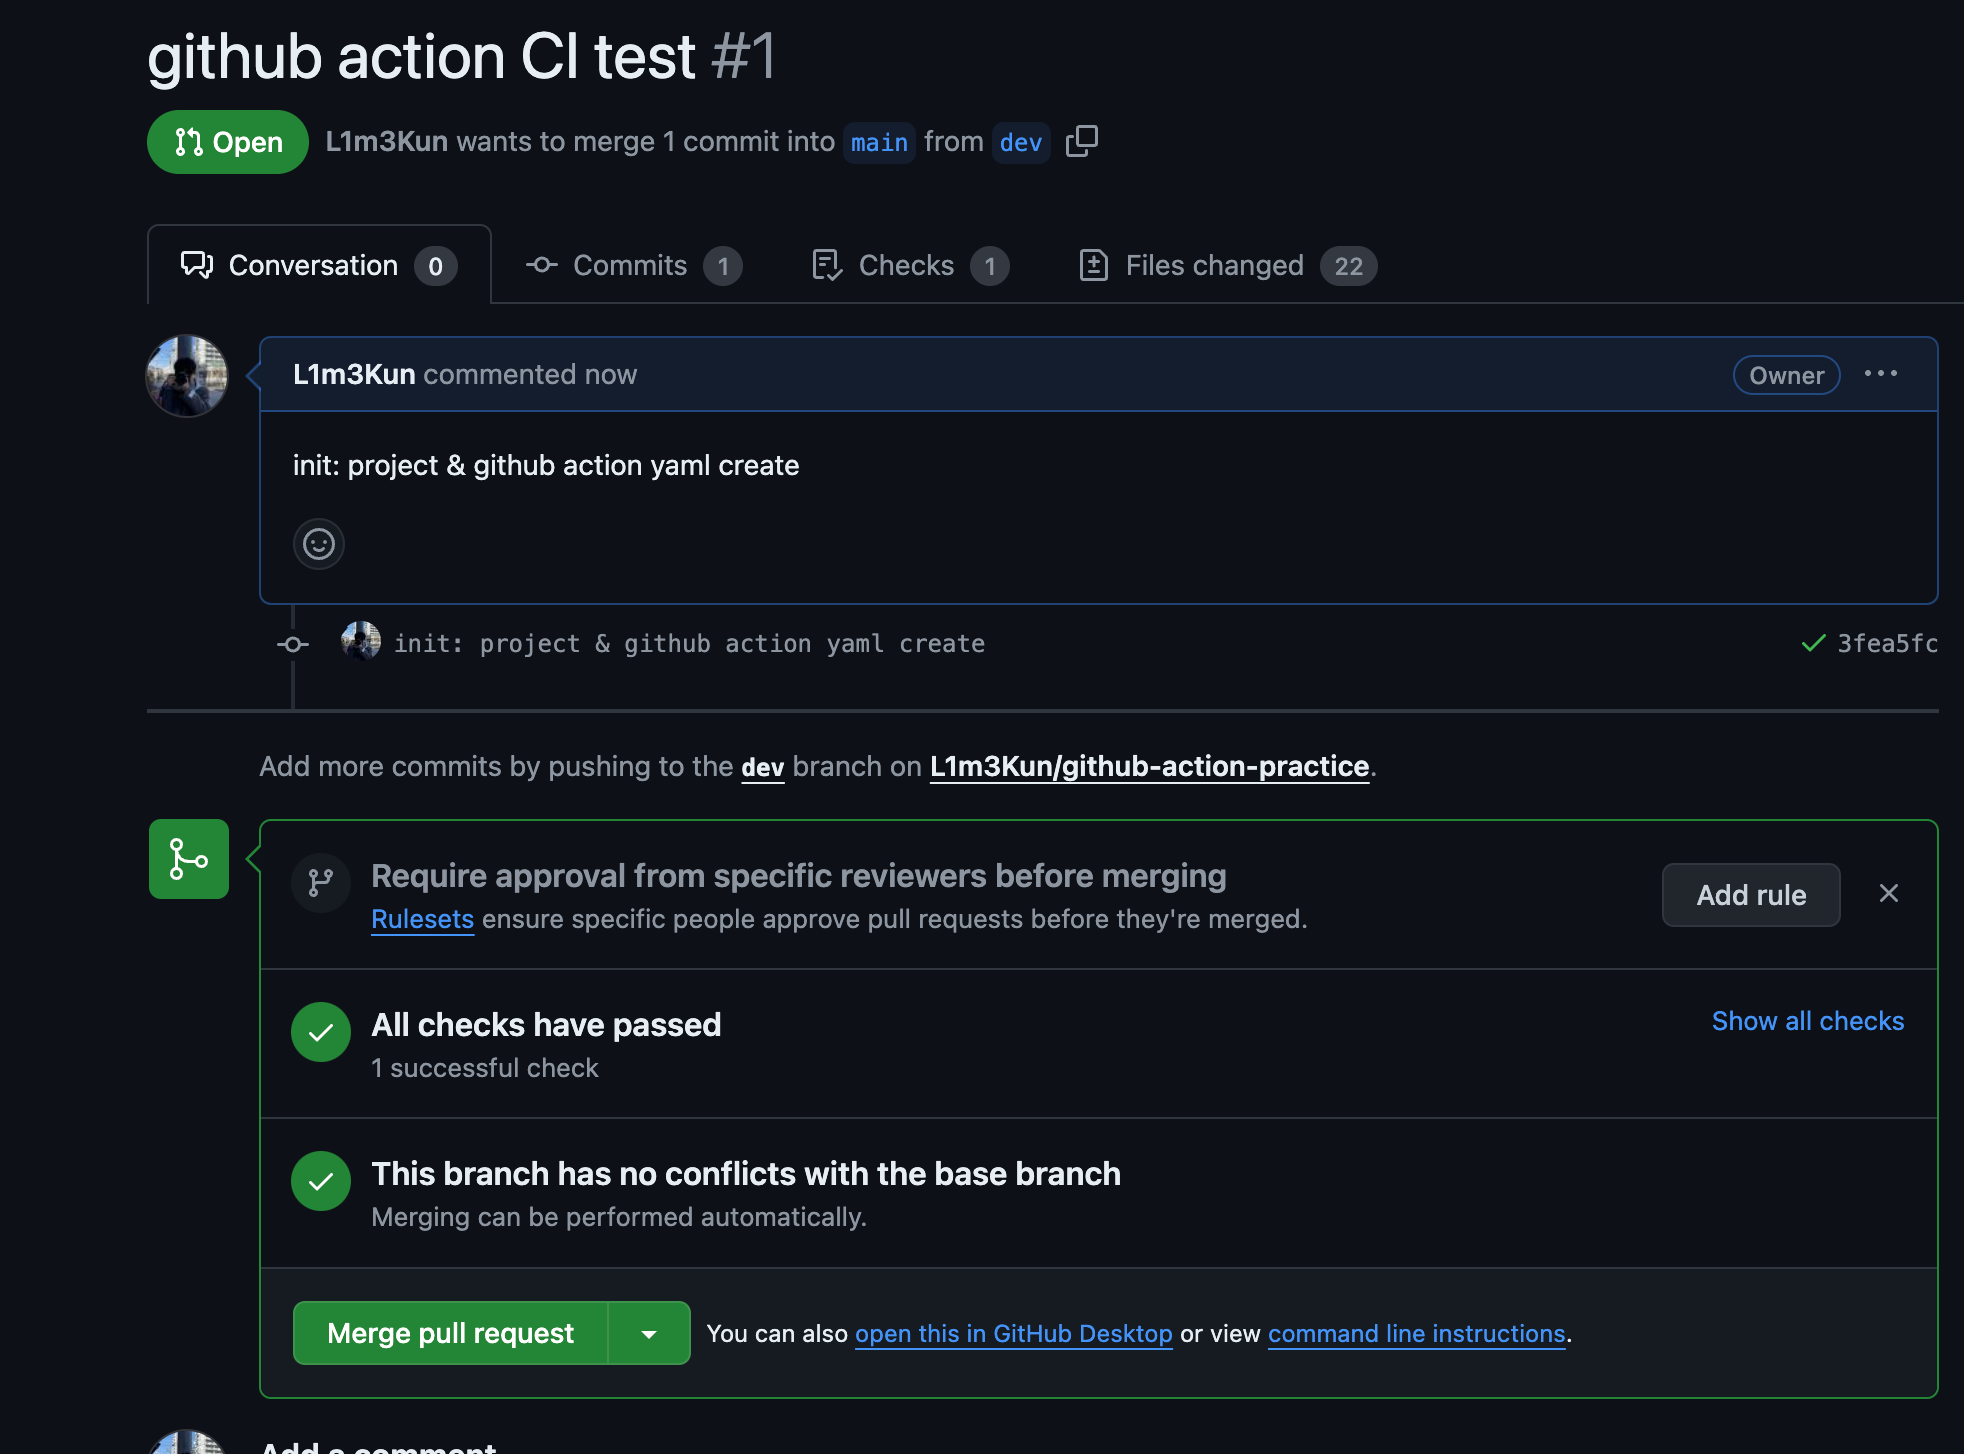 github action CI test #1
Open L1m3Kun wants to merge 1 commit into main from dev
Conversation 0 Commits 1 Checks 1 Files changed 22
L1m3Kun commented now Owner
init: project & github action yaml create
init: project & github action yaml create 3fea5fc
Add more commits by pushing to the dev branch on L1m3Kun/github-action-practice.
Require approval from specific reviewers before merging
Rulesets ensure specific people approve pull requests before they're merged.
Add rule
All checks have passed
Show all checks
1 successful check
This branch has no conflicts with the base branch
Merging can be performed automatically.
Merge pull request You can also open this in GitHub Desktop or view command line instructions.
Add a comment